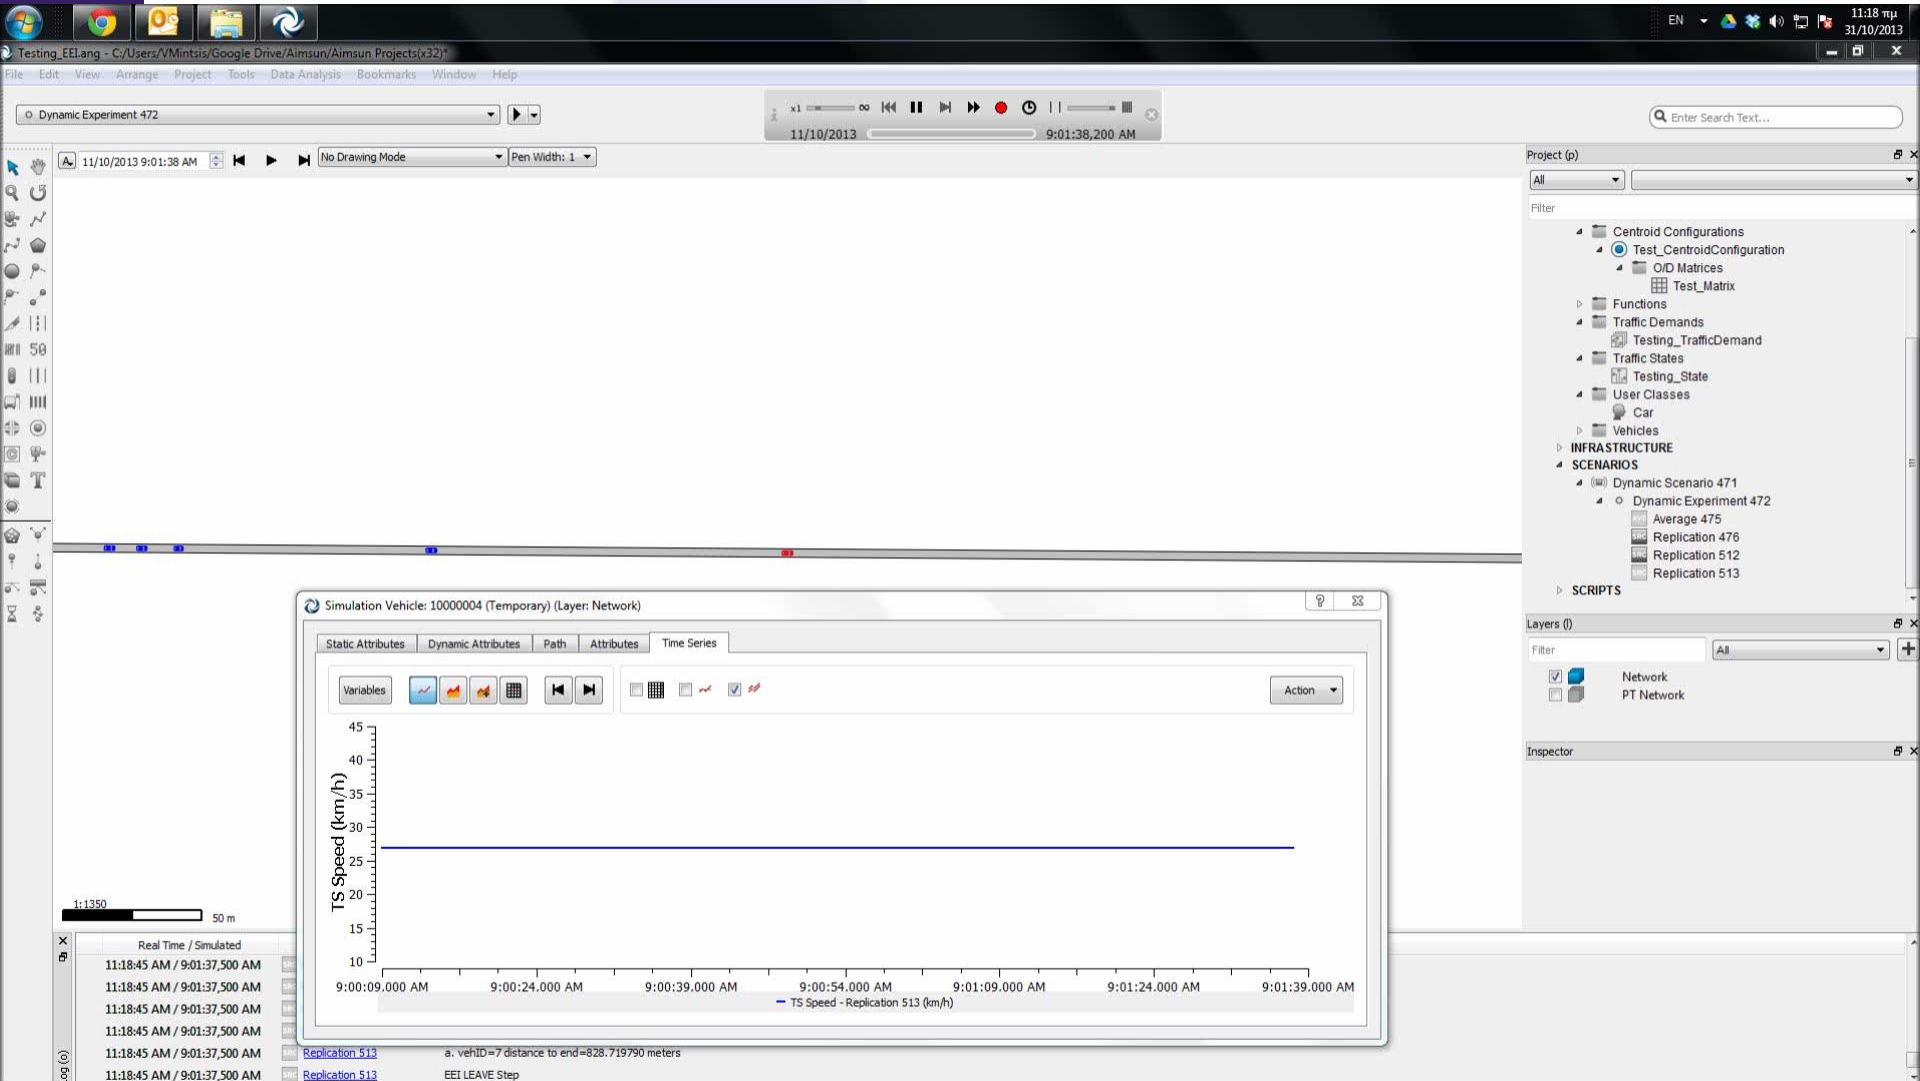 EN
11:18 πμ
31/10/2013
Testing_EEI.ang - C:/Users/VMintsis/Google Drive/Aimsun/Aimsun Projects(x32)*
File Edit View Arrange Project Tools Data Analysis Bookmarks Window Help
Dynamic Experiment 472
x1
11/10/2013 9:01:38,200 AM
Enter Search Text...
11/10/2013 9:01:38 AM
No Drawing Mode
Pen Width: 1
50
Project (p)
All
Filter
Centroid Configurations
Test_CentroidConfiguration
O/D Matrices
Test_Matrix
Functions
Traffic Demands
Testing_TrafficDemand
Traffic States
Testing_State
User Classes
Car
Vehicles
INFRASTRUCTURE
SCENARIOS
Dynamic Scenario 471
Dynamic Experiment 472
Average 475
Replication 476
Replication 512
Replication 513
SCRIPTS
Layers (l)
Filter
All
Network
PT Network
Inspector
Simulation Vehicle: 10000004 (Temporary) (Layer: Network)
Static Attributes Dynamic Attributes Path Attributes Time Series
Variables
Action
TS Speed (km/h)
45
40
35
30
25
20
15
10
9:00:09.000 AM 9:00:24.000 AM 9:00:39.000 AM 9:00:54.000 AM 9:01:09.000 AM 9:01:24.000 AM 9:01:39.000 AM
TS Speed - Replication 513 (km/h)
1:1350
50 m
Real Time / Simulated
11:18:45 AM / 9:01:37,500 AM
11:18:45 AM / 9:01:37,500 AM
11:18:45 AM / 9:01:37,500 AM
11:18:45 AM / 9:01:37,500 AM
11:18:45 AM / 9:01:37,500 AM Replication 513 a. vehID=7 distance to end=828.719790 meters
11:18:45 AM / 9:01:37,500 AM Replication 513 EEI LEAVE Step